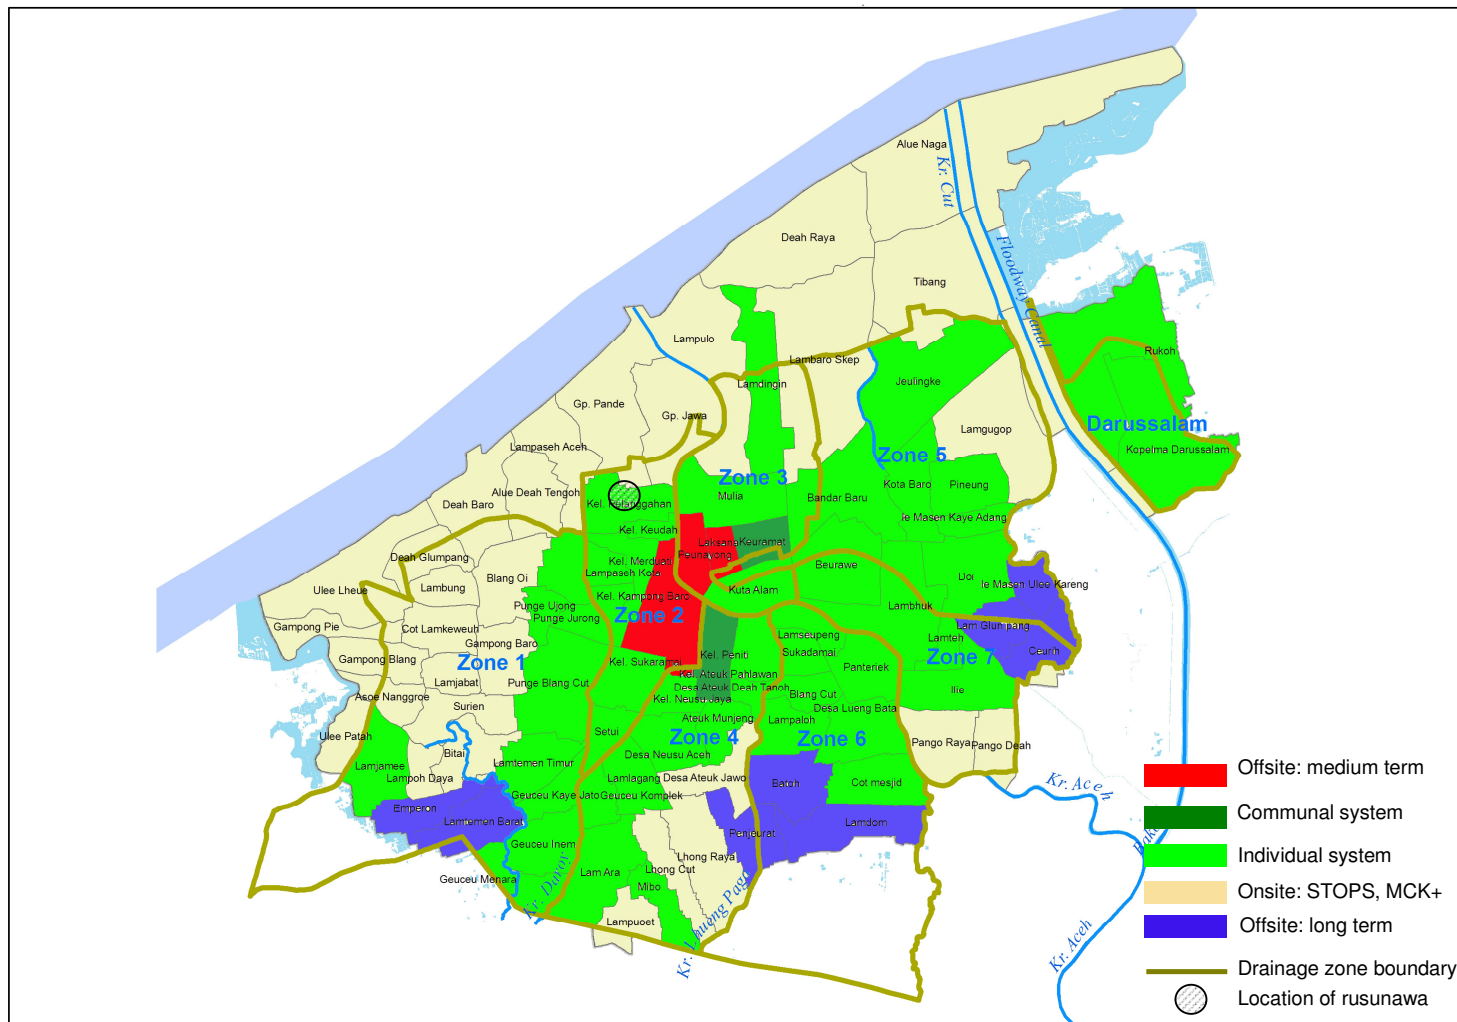 Alue Naga
Kr. Cut
Deah Raya
Floodway Canal
Tibang
Lampulo
Rukoh
Lambaro Skep
Jeulingke
Lamdingin
Gp. Pande
Gp. Jawa
Darussalam
Lamgugop
Lampaseh Aceh
Kopelma Darussalam
Zone 5
Zone 3
Kota Baro
Pineung
Alue Deah Tengoh
Mulia
Bandar Baru
Deah Baro
Kel. Pelanggahan
Ie Masen Kaye Adang
Kel. Keudah
Laksana
Keuramat
Peunayong
Deah Glumpang
Kel. Merduati
Beurawe
Lampaseh Kota
Blang Oi
Ie Masen Ulee Kareng
Ulee Lheue
Lambung
Kuta Alam
Kel. Kampong Baro
Punge Ujong
Lambhuk
Zone 2
Punge Jurong
Gampong Pie
Cot Lamkeweuh
Lam Glumpang
Lamseupeng
Lamteh
Gampong Baro
Sukadamai
Ceurih
Kel. Peniti
Zone 7
Gampong Blang
Zone 1
Kel. Sukaramai
Panteriek
Kel. Ateuk Pahlawan
Lamjabat
Punge Blang Cut
Desa Ateuk Deah Tanoh
Ilie
Asoe Nanggroe
Kel. Neusu Jaya
Blang Cut
Surien
Desa Lueng Bata
Ateuk Munjeng
Lampaloh
Ulee Patah
Setui
Zone 4
Zone 6
Pango Raya
Pango Deah
Bitai
Desa Neusu Aceh
Lamjamee
Lamtemen Timur
Lampoh Daya
Lamlagang
Desa Ateuk Jawo
Batoh
Cot mesjid
Kr. Aceh
Geuceu Kaye Jato
Geuceu Komplek
Emperon
Lamtemen Barat
Lamdom
Penjeurat
Geuceu Inem
Lhong Raya
Lhong Cut
Lam Ara
Geuceu Menara
Mibo
Kr. Daroy
Lampuoet
Kr. Lhueng Paga
Kr. Aceh
Offsite: medium term
Communal system
Individual system
Onsite: STOPS, MCK+
Offsite: long term
Drainage zone boundary
Location of rusunawa